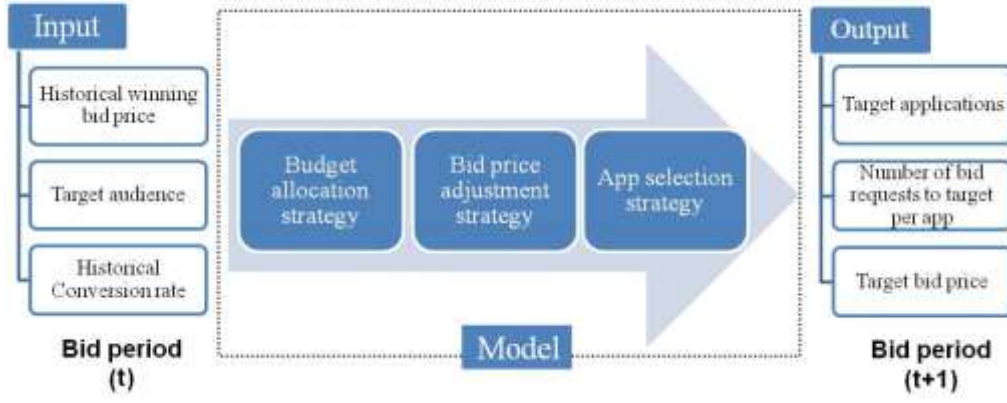 Input
Historical winning
bid price
Target audience
Historical
Conversion rate
Bid period
(t)
Budget
allocation
strategy
Bid price
adjustment
strategy
App selection
strategy
Model
Output
Target applications
Number of bid
requests to target
per app
Target bid price
Bid period
(t+1)